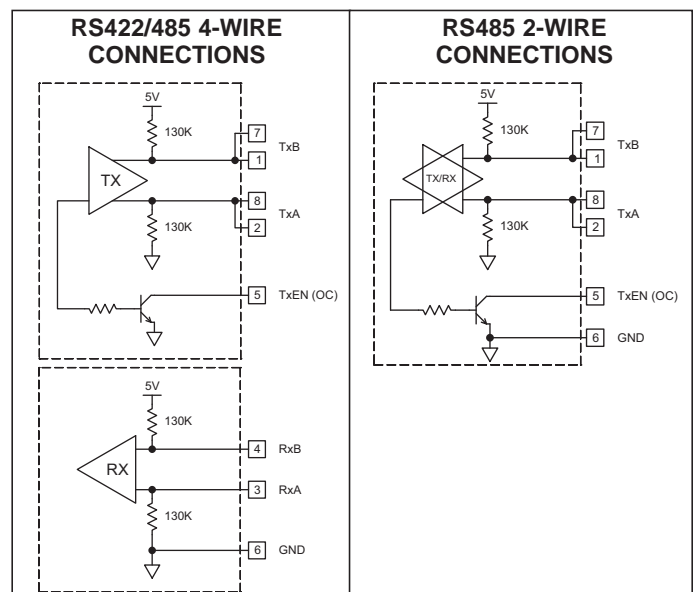 RS422/485 4-WIRE
CONNECTIONS
5V
130K
7
TxB
1
TX
8
TxA
130K
2
5
TxEN (OC)
5V
130K
4
RxB
RX
3
RxA
130K
6
GND
RS485 2-WIRE
CONNECTIONS
5V
130K
7
TxB
1
TX/RX
8
TxA
130K
2
5
TxEN (OC)
6
GND